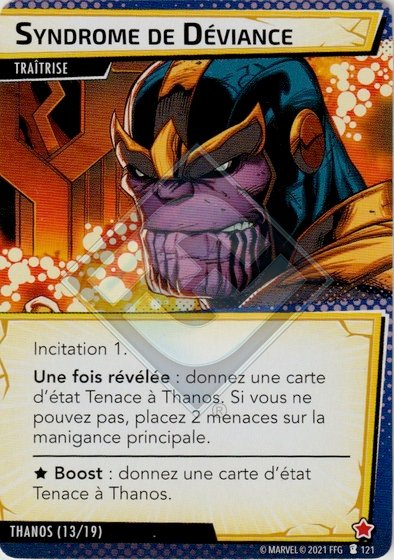 SYNDROME DE DÉVIANCE
TRAÎTRISE
Incitation 1.
Une fois révélée : donnez une carte
d'état Tenace à Thanos. Si vous ne
pouvez pas, placez 2 menaces sur la
manigance principale.
★ Boost : donnez une carte d'état
Tenace à Thanos.
THANOS (13/19)
© MARVEL © 2021 FFG 121